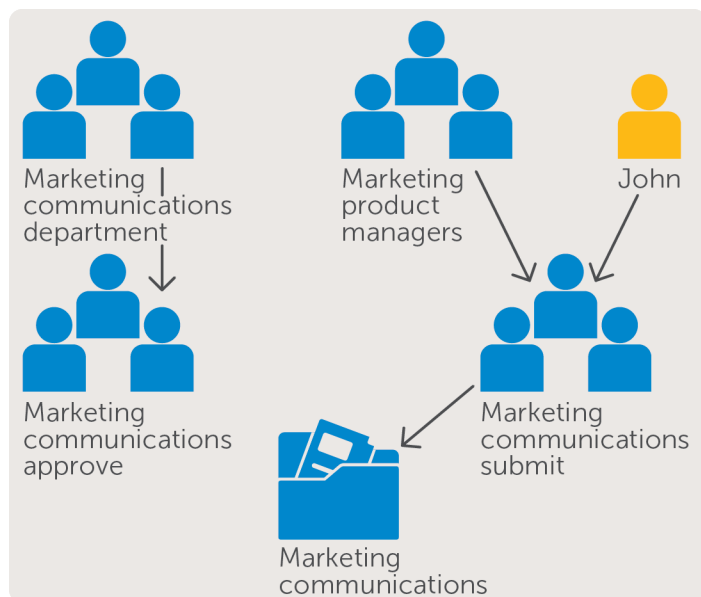 Marketing
communications
department
Marketing
product
managers
John
Marketing
communications
approve
Marketing
communications
submit
Marketing
communications